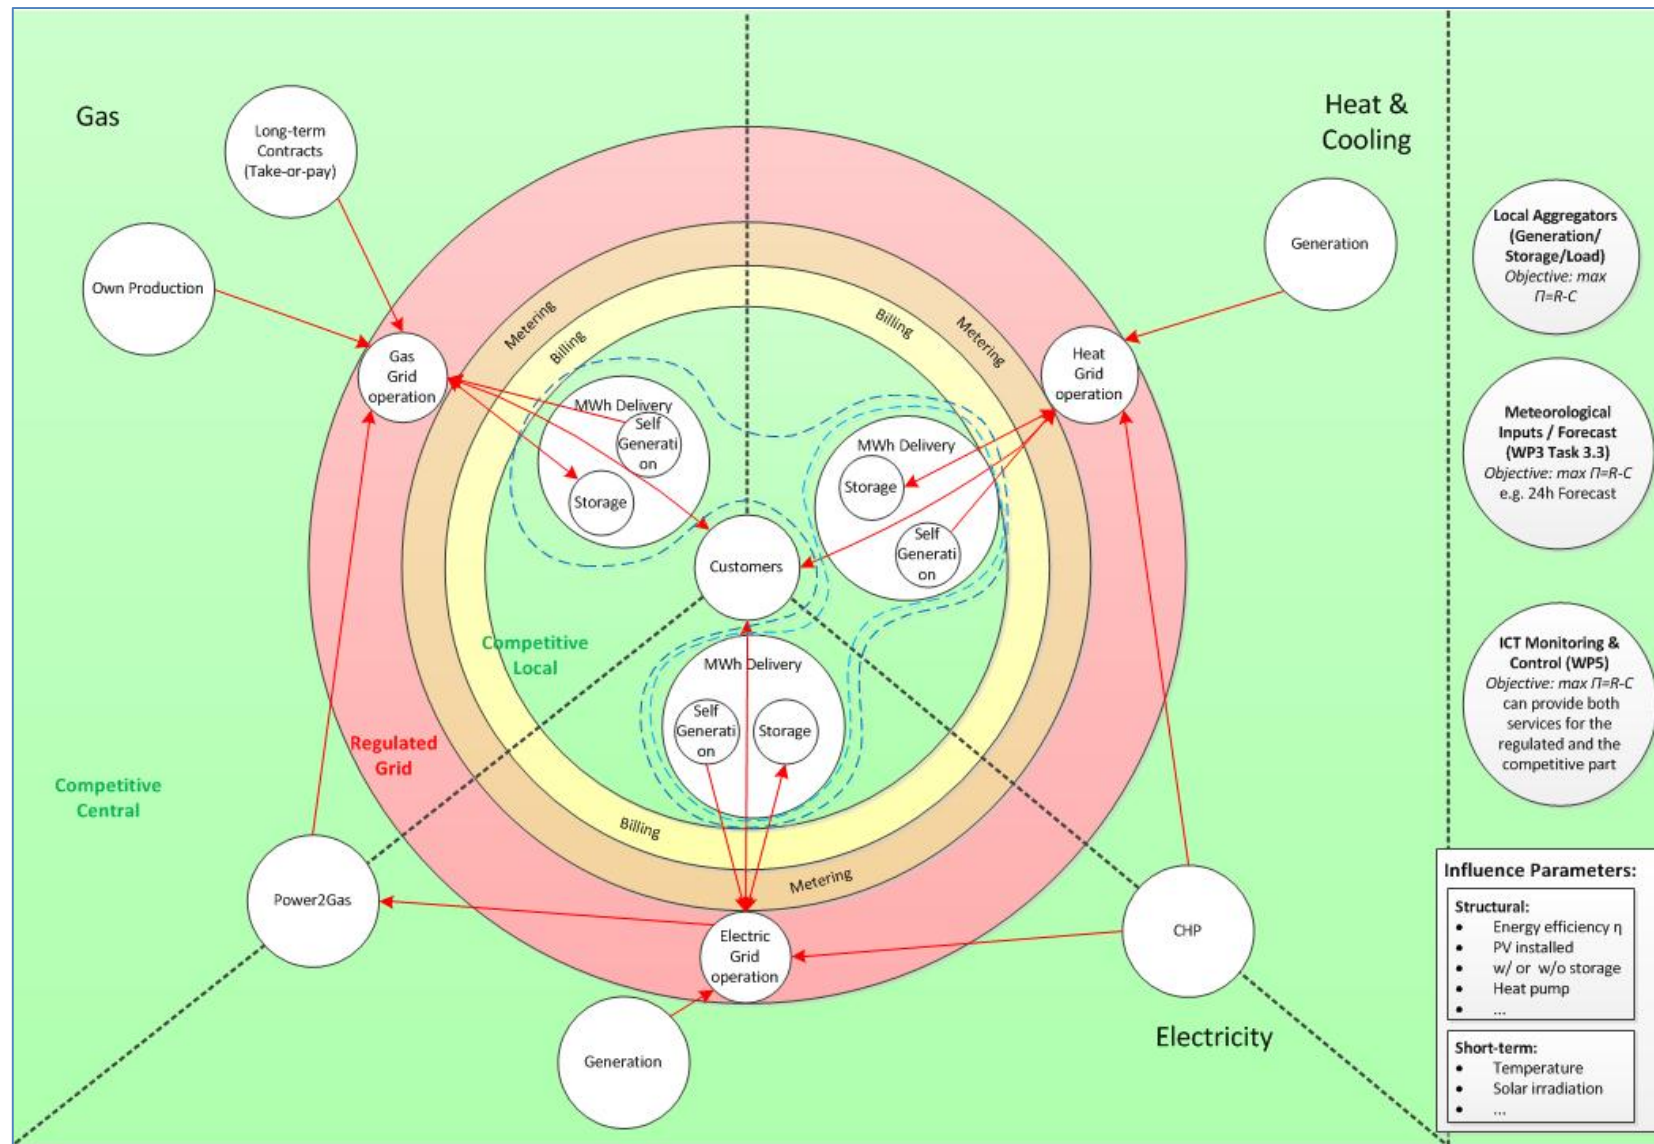 Gas
Long-term
Contracts
(Take-or-pay)
Own Production
Gas
Grid
operation
Heat &
Cooling
Generation
Heat
Grid
operation
Metering
Billing
Billing
Metering
MWh Delivery
Self
Generati
on
Storage
MWh Delivery
Storage
Self
Generati
on
Customers
Competitive
Local
MWh Delivery
Self
Generati
on
Storage
Regulated
Grid
Competitive
Central
Billing
Metering
Power2Gas
Electric
Grid
operation
CHP
Generation
Electricity
Local Aggregators
(Generation/
Storage/Load)
Objective: max
Π=R-C
Meteorological
Inputs / Forecast
(WP3 Task 3.3)
Objective: max Π=R-C
e.g. 24h Forecast
ICT Monitoring &
Control (WP5)
Objective: max Π=R-C
can provide both
services for the
regulated and the
competitive part
Influence Parameters:
Structural:
• Energy efficiency η
• PV installed
• w/ or w/o storage
• Heat pump
• ...
Short-term:
• Temperature
• Solar irradiation
• ...